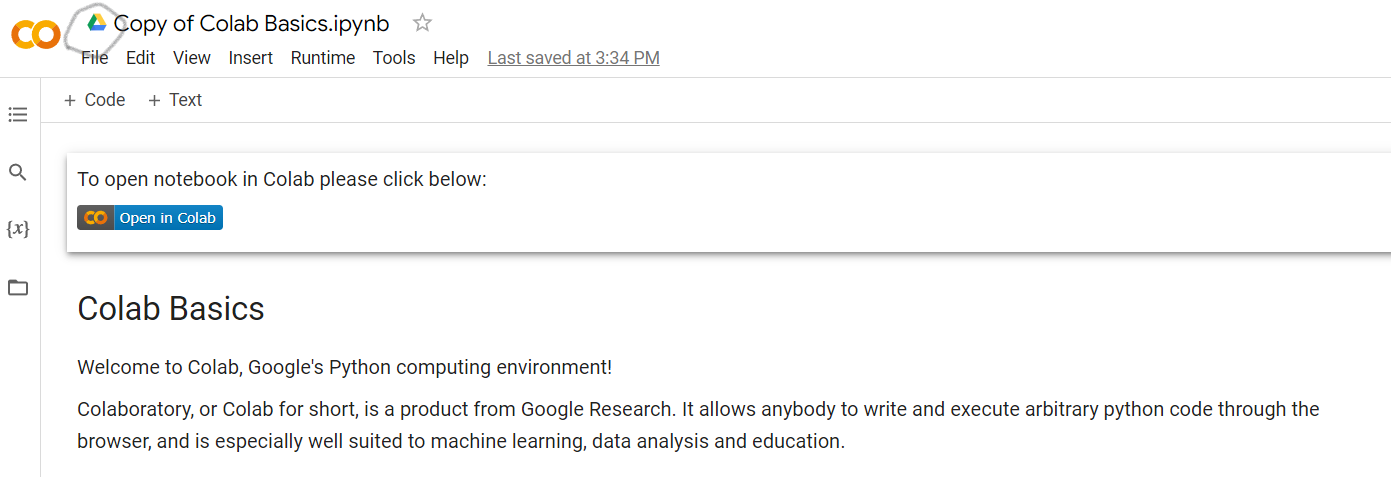 Copy of Colab Basics.ipynb
File Edit View Insert Runtime Tools Help Last saved at 3:34 PM
+ Code + Text
To open notebook in Colab please click below:
{x}
Open in Colab
Colab Basics
Welcome to Colab, Google's Python computing environment!
Colaboratory, or Colab for short, is a product from Google Research. It allows anybody to write and execute arbitrary python code through the
browser, and is especially well suited to machine learning, data analysis and education.